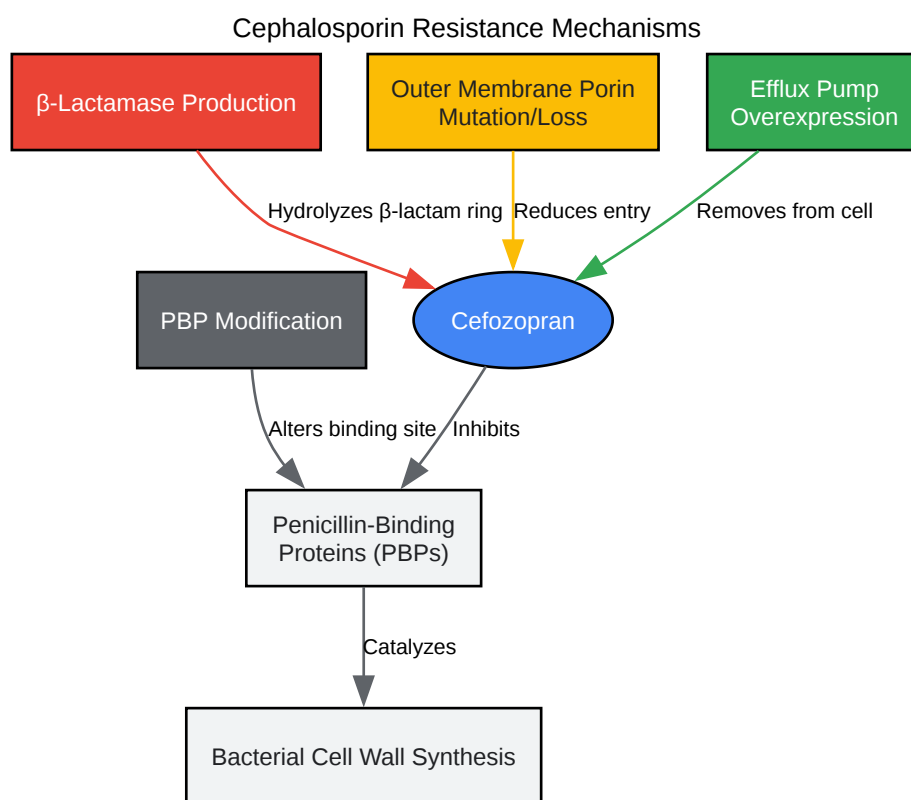 Cephalosporin Resistance Mechanisms
β-Lactamase Production
Outer Membrane Porin
Mutation/Loss
Efflux Pump
Overexpression
Hydrolyzes β-lactam ring
Reduces entry
Removes from cell
PBP Modification
Cefozopran
Alters binding site
Inhibits
Penicillin-Binding
Proteins (PBPs)
Catalyzes
Bacterial Cell Wall Synthesis